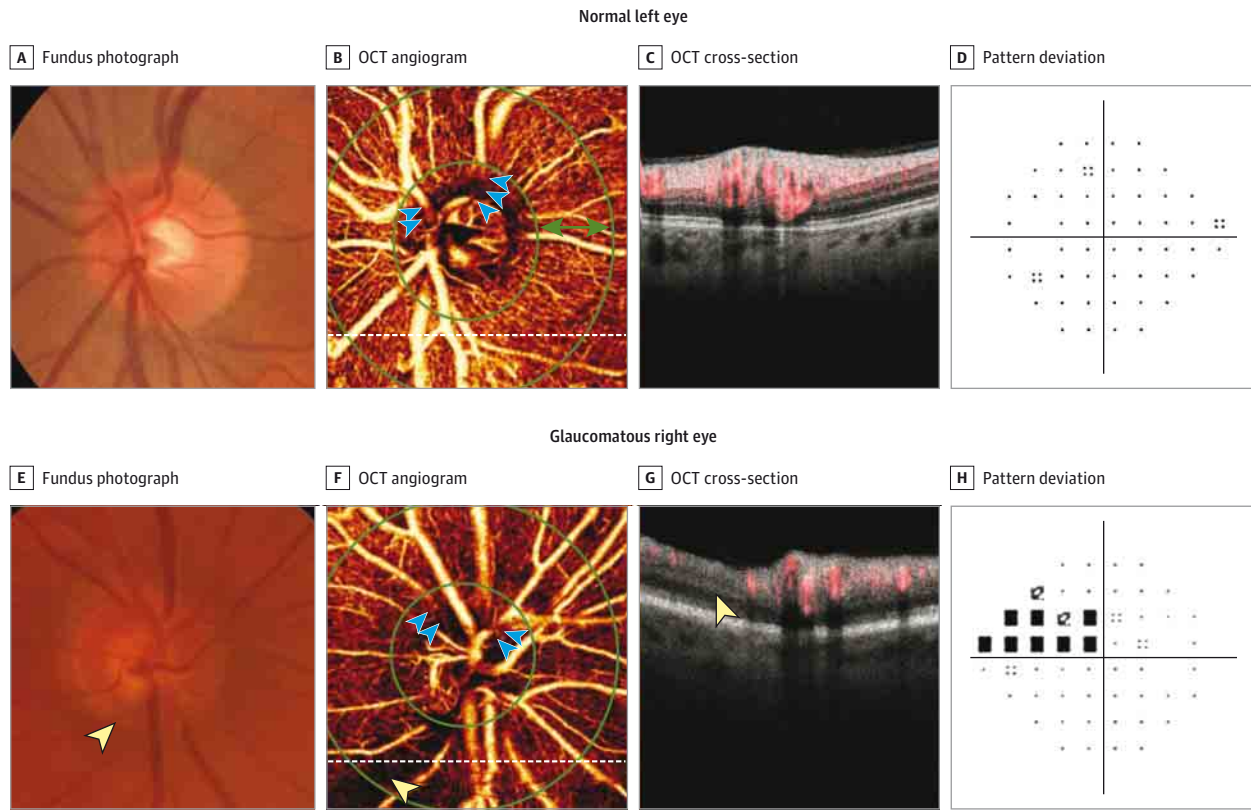 Normal left eye
A Fundus photograph
B OCT angiogram
C OCT cross-section
D Pattern deviation
Glaucomatous right eye
E Fundus photograph
F OCT angiogram
G OCT cross-section
H Pattern deviation